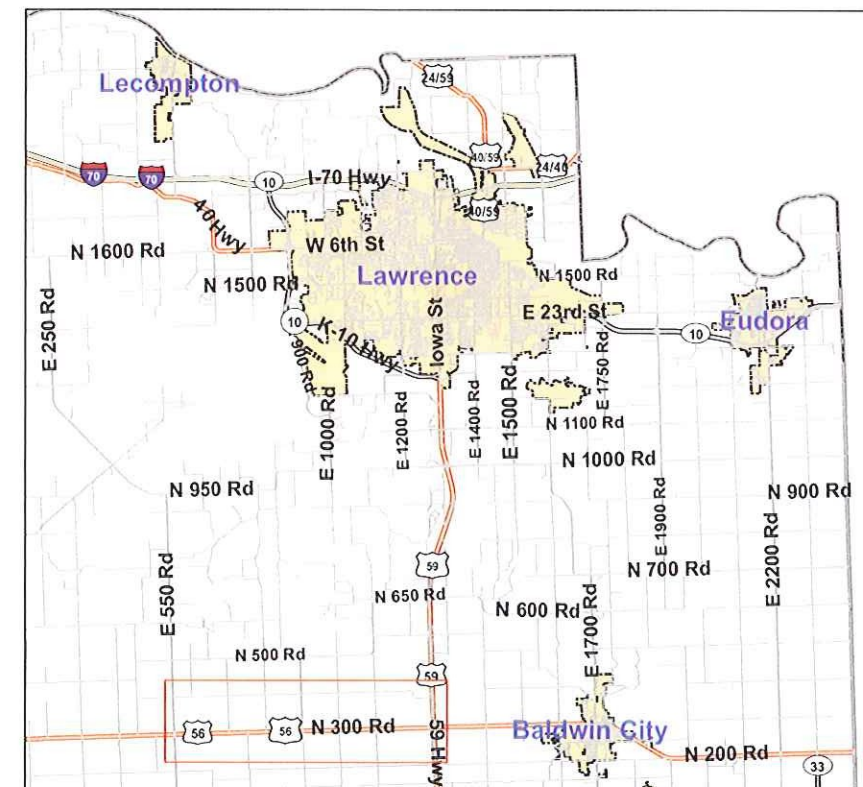 Lecompton
24/59
70
70
10
I-70 Hwy
40/59
24/40
40/59
40 Hwy
N 1600 Rd
W 6th St
N 1500 Rd
Lawrence
N 1500 Rd
E 250 Rd
10
K-10 Hwy
Iowa St
E 23rd St
Eudora
10
900 Rd
E 1000 Rd
E 1200 Rd
E 1400 Rd
E 1500 Rd
E 1750 Rd
N 1100 Rd
N 1000 Rd
N 950 Rd
N 900 Rd
E 1900 Rd
E 2200 Rd
E 550 Rd
59
N 650 Rd
N 700 Rd
N 600 Rd
E 1700 Rd
N 500 Rd
59
56
56
N 300 Rd
59 Hwy
Baldwin City
N 200 Rd
33